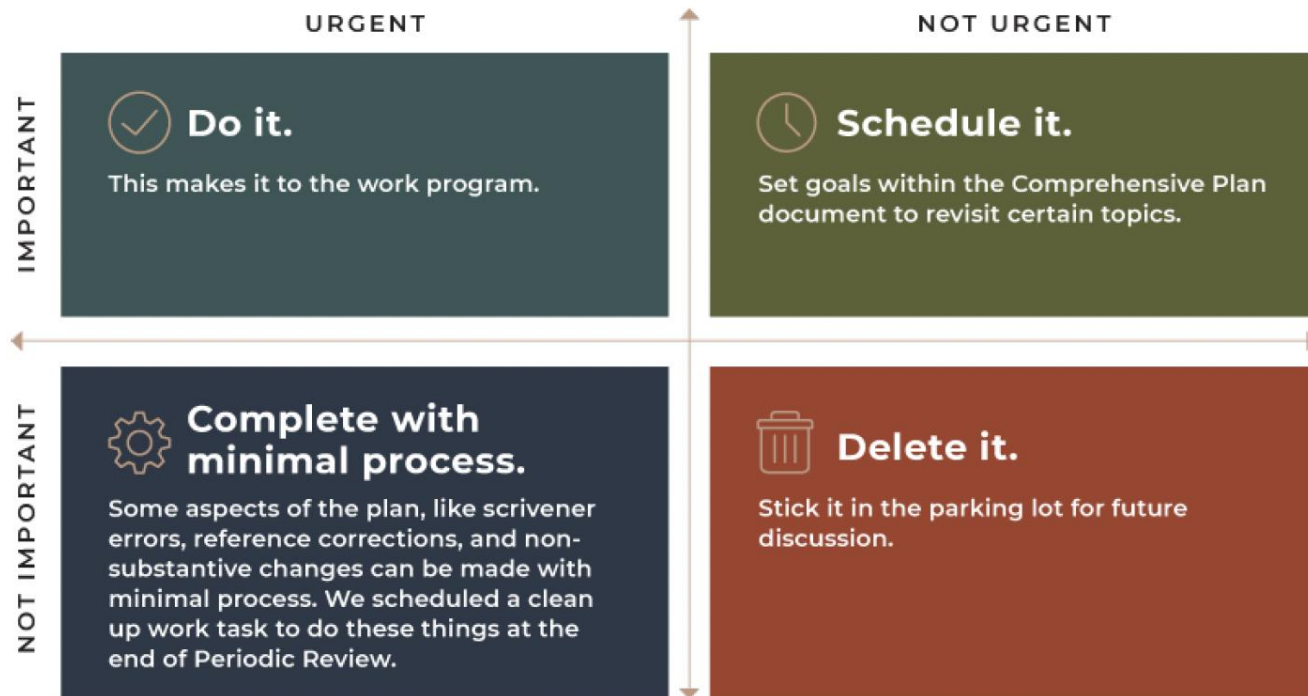 URGENT
NOT URGENT
IMPORTANT
Do it.
This makes it to the work program.
Schedule it.
Set goals within the Comprehensive Plan
document to revisit certain topics.
NOT IMPORTANT
Complete with
minimal process.
Some aspects of the plan, like scrivener
errors, reference corrections, and non-
substantive changes can be made with
minimal process. We scheduled a clean
up work task to do these things at the
end of Periodic Review.
Delete it.
Stick it in the parking lot for future
discussion.